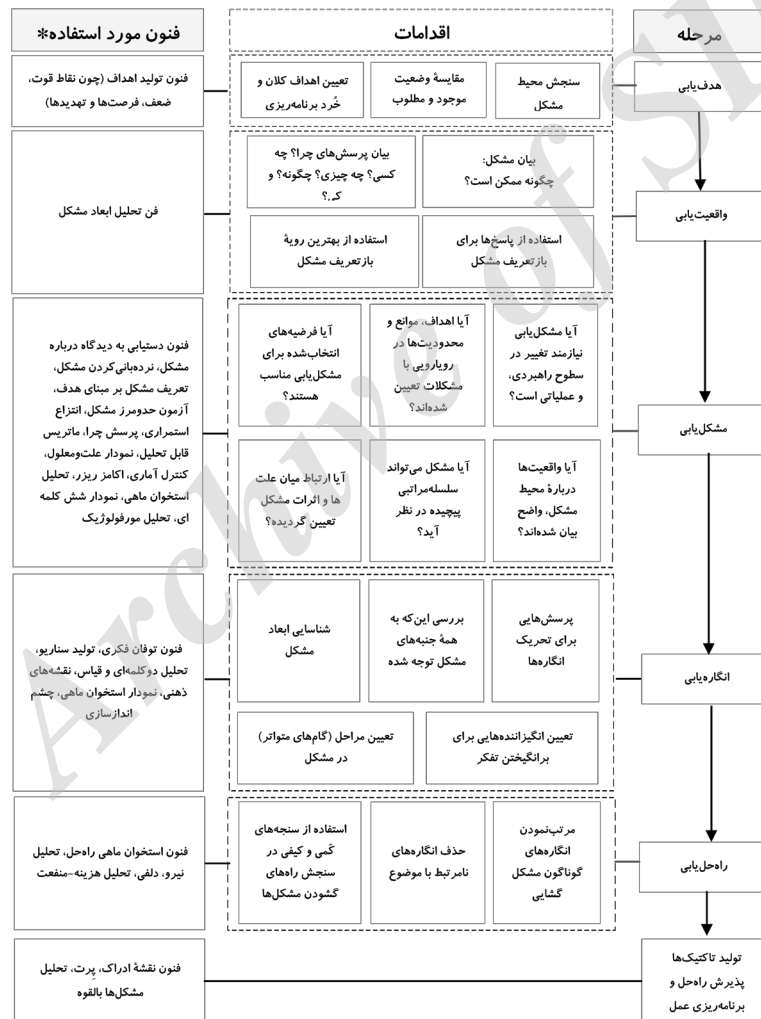 مرحله
اقدامات
فنون مورد استفاده*
هدف‌یابی
سنجش محیط
مشکل
مقایسهٔ وضعیت
موجود و مطلوب
تعیین اهداف کلان و
خُرد برنامه‌ریزی
فنون تولید اهداف (چون نقاط قوت،
ضعف، فرصت‌ها و تهدیدها)
واقعیت‌یابی
بیان مشکل:
چگونه ممکن است؟
بیان پرسش‌های چرا؟ چه
کسی؟ چه چیزی؟ چگونه؟ و
کی؟
استفاده از پاسخ‌ها برای
بازتعریف مشکل
استفاده از بهترین رویهٔ
بازتعریف مشکل
فن تحلیل ابعاد مشکل
مشکل‌یابی
آیا مشکل‌یابی
نیازمند تغییر در
سطوح راهبردی،
و عملیاتی است؟
آیا اهداف، موانع و
محدودیت‌ها در
رویارویی با
مشکلات تعیین
شده‌اند؟
آیا فرضیه‌های
انتخاب‌شده برای
مشکل‌یابی مناسب
هستند؟
آیا واقعیت‌ها
دربارهٔ محیط
مشکل، واضح
بیان شده‌اند؟
آیا مشکل می‌تواند
سلسله‌مراتبی
پیچیده در نظر
آید؟
آیا ارتباط میان علت
ها و اثرات مشکل
تعیین گردیده؟
فنون دستیابی به دیدگاه درباره
مشکل، نرده‌بانی‌کردن مشکل،
تعریف مشکل بر مبنای هدف،
آزمون حدومرز مشکل، انتزاع
استمراری، پرسش چرا، ماتریس
قابل تحلیل، نمودار علت‌ومعلول،
کنترل آماری، اکامز ریزر، تحلیل
استخوان ماهی، نمودار شش کلمه
ای، تحلیل مورفولوژیک
انگاره‌یابی
پرسش‌هایی
برای تحریک
انگاره‌ها
بررسی این‌که به
همهٔ جنبه‌های
مشکل توجه شده
شناسایی ابعاد
مشکل
تعیین انگیزاننده‌هایی برای
برانگیختن تفکر
تعیین مراحل (گام‌های متواتر)
در مشکل
فنون توفان فکری، تولید سناریو،
تحلیل دوکلمه‌ای و قیاس، نقشه‌های
ذهنی، نمودار استخوان ماهی، چشم
اندازسازی
راه‌حل‌یابی
مرتب‌نمودن
انگاره‌های
گوناگون مشکل
گشایی
حذف انگاره‌های
نامرتبط با موضوع
استفاده از سنجه‌های
کَمی و کیفی در
سنجش راه‌های
گشودن مشکل‌ها
فنون استخوان ماهی راه‌حل، تحلیل
نیرو، دلفی، تحلیل هزینه-منفعت
تولید تاکتیک‌ها
پذیرش راه‌حل و
برنامه‌ریزی عمل
فنون نقشهٔ ادراک، پِرت، تحلیل
مشکل‌ها بالقوه
Archive of SI